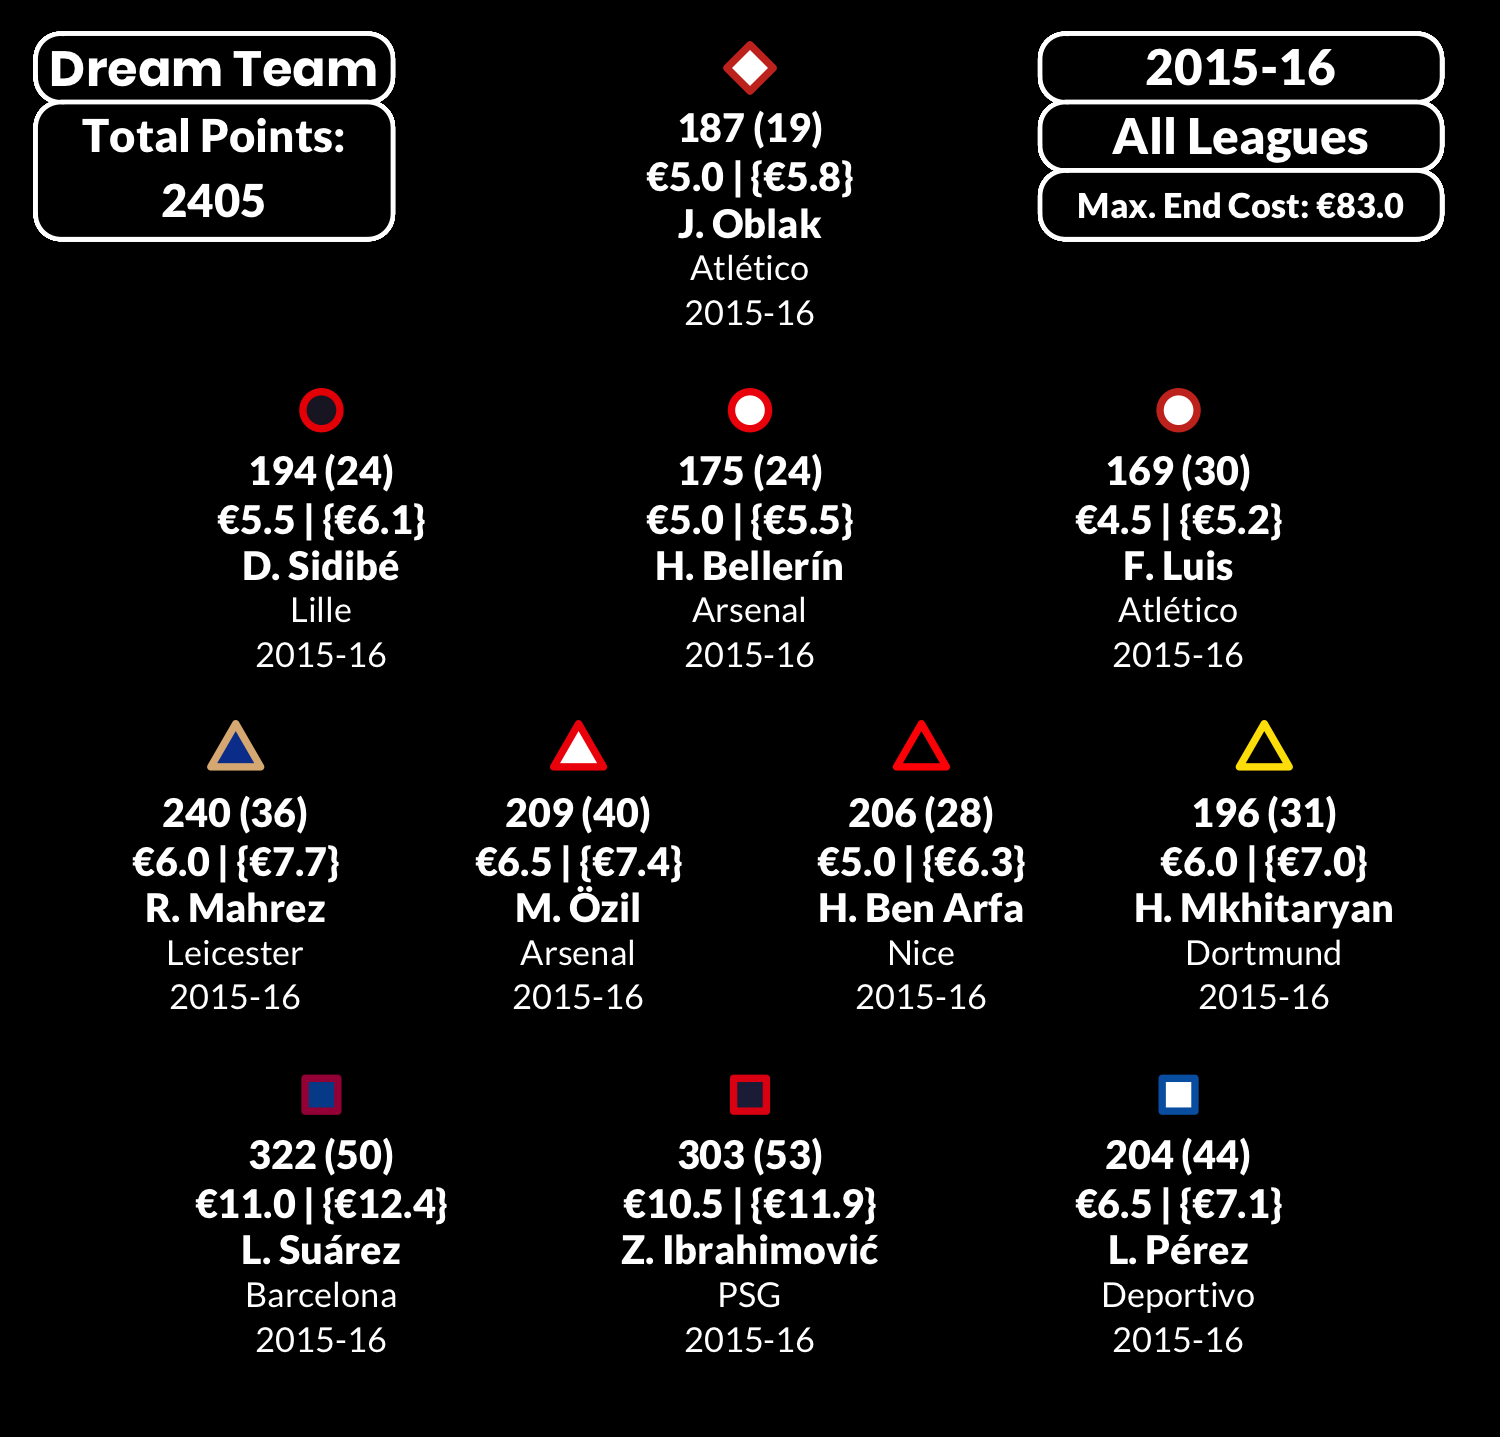 Dream Team
Total Points:
2405
2015-16
All Leagues
Max. End Cost: €83.0
187 (19)
€5.0 | {€5.8}
J. Oblak
Atlético
2015-16
194 (24)
€5.5 | {€6.1}
D. Sidibé
Lille
2015-16
175 (24)
€5.0 | {€5.5}
H. Bellerín
Arsenal
2015-16
169 (30)
€4.5 | {€5.2}
F. Luis
Atlético
2015-16
240 (36)
€6.0 | {€7.7}
R. Mahrez
Leicester
2015-16
209 (40)
€6.5 | {€7.4}
M. Özil
Arsenal
2015-16
206 (28)
€5.0 | {€6.3}
H. Ben Arfa
Nice
2015-16
196 (31)
€6.0 | {€7.0}
H. Mkhitaryan
Dortmund
2015-16
322 (50)
€11.0 | {€12.4}
L. Suárez
Barcelona
2015-16
303 (53)
€10.5 | {€11.9}
Z. Ibrahimović
PSG
2015-16
204 (44)
€6.5 | {€7.1}
L. Pérez
Deportivo
2015-16